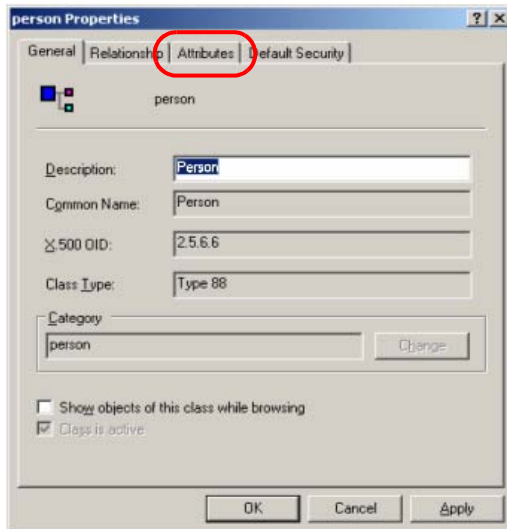 person Properties
General Relationship Attributes Default Security
person
Description: Person
Common Name: Person
X.500 OID: 2.5.6.6
Class Type: Type 88
Category
person Change
Show objects of this class while browsing
Class is active
OK Cancel Apply